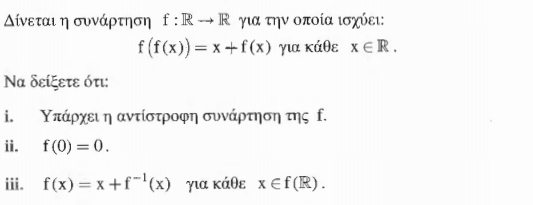 Δίνεται η συνάρτηση f : ℝ → ℝ για την οποία ισχύει:
f(f(x)) = x + f(x) για κάθε x ∈ ℝ.
Να δείξετε ότι:
i. Υπάρχει η αντίστροφη συνάρτηση της f.
ii. f(0) = 0.
iii. f(x) = x + f⁻¹(x) για κάθε x ∈ f(ℝ).